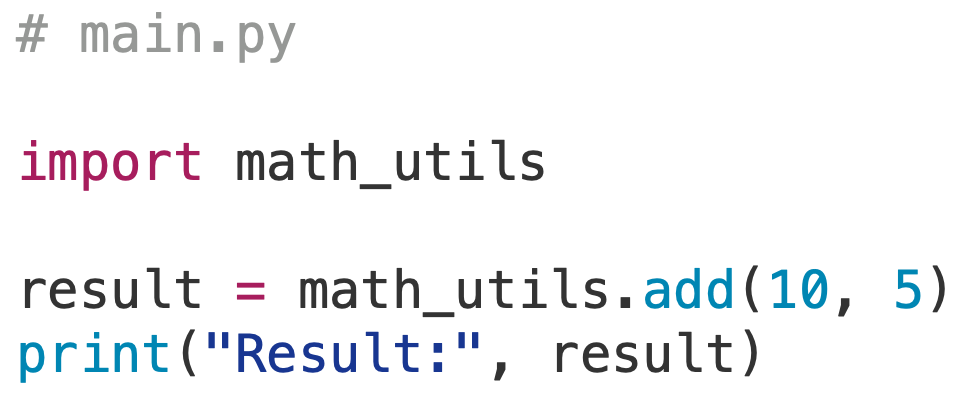 # main.py
import math_utils
result = math_utils.add(10, 5)
print("Result:", result)